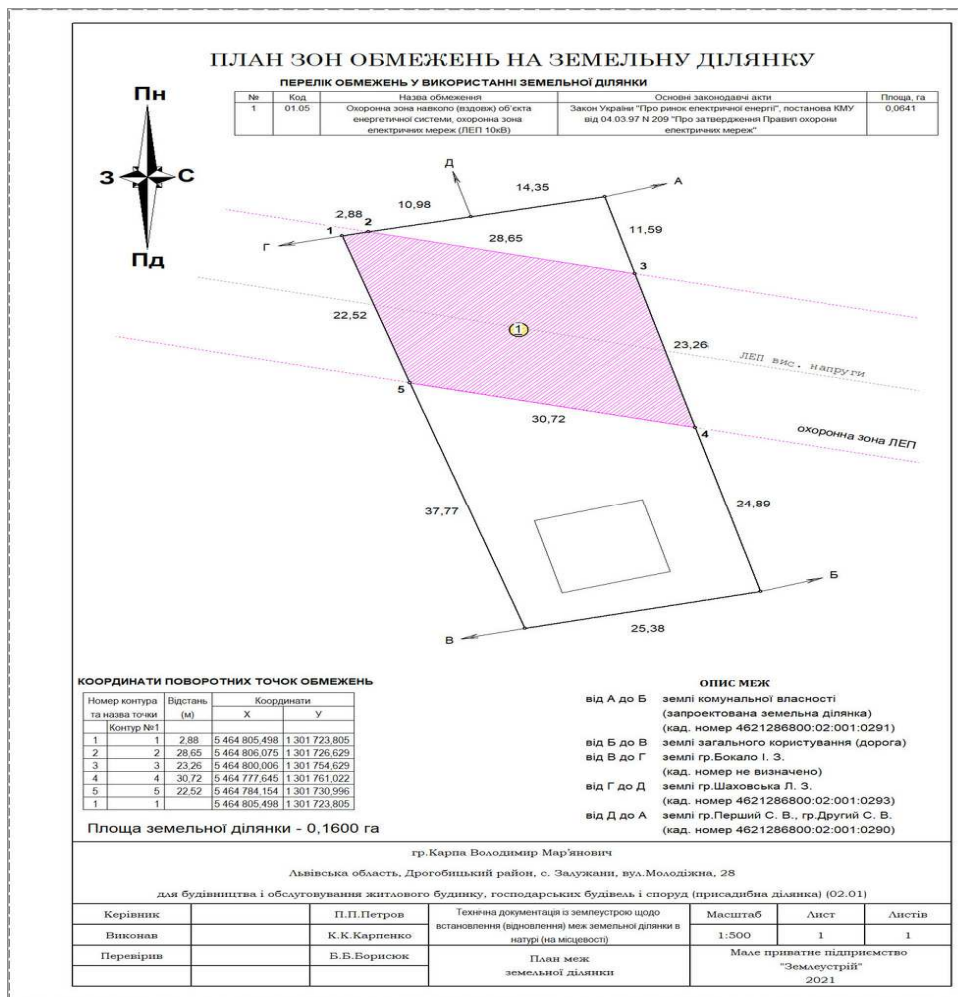 ПЛАН ЗОН ОБМЕЖЕНЬ НА ЗЕМЕЛЬНУ ДІЛЯНКУ
ПЕРЕЛІК ОБМЕЖЕНЬ У ВИКОРИСТАННІ ЗЕМЕЛЬНОЇ ДІЛЯНКИ
№ Код Назва обмеження Основні законодавчі акти Площа, га
1 01.05 Охоронна зона навколо (вздовж) об'єкта Закон України "Про ринок електричної енергії", постанова КМУ 0,0641
енергетичної системи, охоронна зона від 04.03.97 N 209 "Про затвердження Правил охорони
електричних мереж (ЛЕП 10кВ) електричних мереж"
Пн
З С
Пд
Д
А
14,35
10,98
2,88
2
1
Г
28,65
11,59
3
22,52
1
23,26
ЛЕП вис. напруги
5
30,72
4
охоронна зона ЛЕП
37,77
24,89
Б
В
25,38
КООРДИНАТИ ПОВОРОТНИХ ТОЧОК ОБМЕЖЕНЬ
Номер контура Відстань Координати
та назва точки (м) Х У
Контур №1
1 1 2,88 5 464 805,498 1 301 723,805
2 2 28,65 5 464 806,075 1 301 726,629
3 3 23,26 5 464 800,006 1 301 754,629
4 4 30,72 5 464 777,645 1 301 761,022
5 5 22,52 5 464 784,154 1 301 730,996
1 1 5 464 805,498 1 301 723,805
Площа земельної ділянки - 0,1600 га
ОПИС МЕЖ
від А до Б землі комунальної власності
(запроектована земельна ділянка)
(кад. номер 4621286800:02:001:0291)
від Б до В землі загального користування (дорога)
від В до Г землі гр.Бокало І. З.
(кад. номер не визначено)
від Г до Д землі гр.Шаховська Л. З.
(кад. номер 4621286800:02:001:0293)
від Д до А землі гр.Перший С. В., гр.Другий С. В.
(кад. номер 4621286800:02:001:0290)
гр.Карпа Володимир Мар'янович
Львівська область, Дрогобицький район, с. Залужани, вул.Молодіжна, 28
для будівництва і обслуговування житлового будинку, господарських будівель і споруд (присадибна ділянка) (02.01)
Керівник П.П.Петров Технічна документація із землеустрою щодо Масштаб Лист Листів
встановлення (відновлення) меж земельної ділянки в
Виконав К.К.Карпенко натурі (на місцевості) 1:500 1 1
Перевірив Б.Б.Борисюк План меж Мале приватне підприємство
земельної ділянки "Землеустрій"
2021